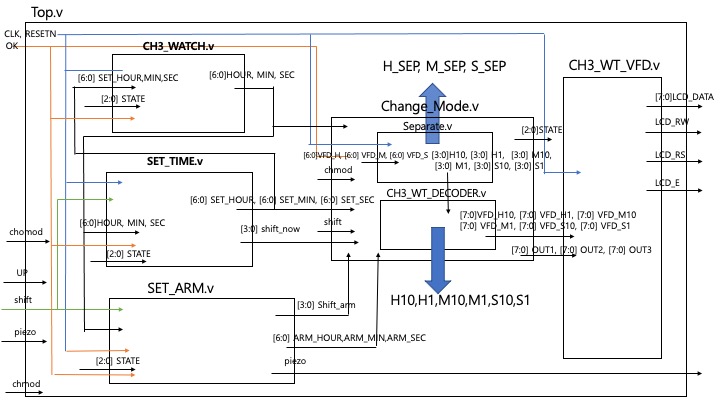 Top.v
CLK, RESETN
OK
CH3_WATCH.v
[6:0] SET_HOUR,MIN,SEC
[6:0]HOUR, MIN, SEC
[2:0] STATE
H_SEP, M_SEP, S_SEP
CH3_WT_VFD.v
[7:0]LCD_DATA
LCD_RW
LCD_RS
LCD_E
Change_Mode.v
Separate.v
[2:0]STATE
[6:0]VFD_H, [6:0] VFD_M, [6:0] VFD_S
[3:0]H10, [3:0] H1, [3:0] M10,
[3:0] M1, [3:0] S10, [3:0] S1
chmod
SET_TIME.v
CH3_WT_DECODER.v
[6:0] SET_HOUR, [6:0] SET_MIN, [6:0] SET_SEC
[6:0]HOUR, MIN, SEC
[3:0] shift_now
shift
[2:0] STATE
[7:0]VFD_H10, [7:0] VFD_H1, [7:0] VFD_M10
[7:0] VFD_M1, [7:0] VFD_S10, [7:0] VFD_S1
[7:0] OUT1, [7:0] OUT2, [7:0] OUT3
chomod
UP
shift
piezo
chmod
SET_ARM.v
[3:0] Shift_arm
H10,H1,M10,M1,S10,S1
[6:0] ARM_HOUR,ARM_MIN,ARM_SEC
[2:0] STATE
piezo